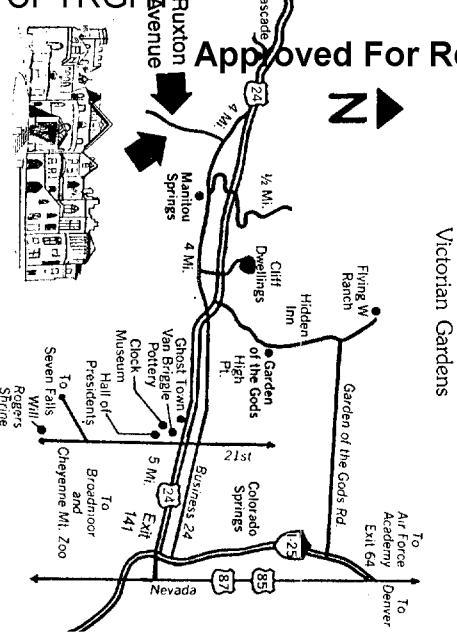 Ruxton
Avenue
Approved For Re
Cascade
24
4 Mi.
N
Victorian Gardens
Manitou
Springs
½ Mi.
4 Mi.
Cliff
Dwellings
Flying W
Ranch
Hidden
Inn
Garden
of the Gods
High
Pt.
Garden of the Gods Rd.
Ghost Town
Van Briggle
Pottery
Clock
Museum
Hall of
Presidents
To
Seven Falls
Will
Rogers
Shrine
21st
5 Mi.
Business 24
24
Exit
141
To
Broadmoor
and
Cheyenne Mt. Zoo
Colorado
Springs
I-25
To
Air Force
Academy
Exit 64
To
Denver
Nevada
87
85